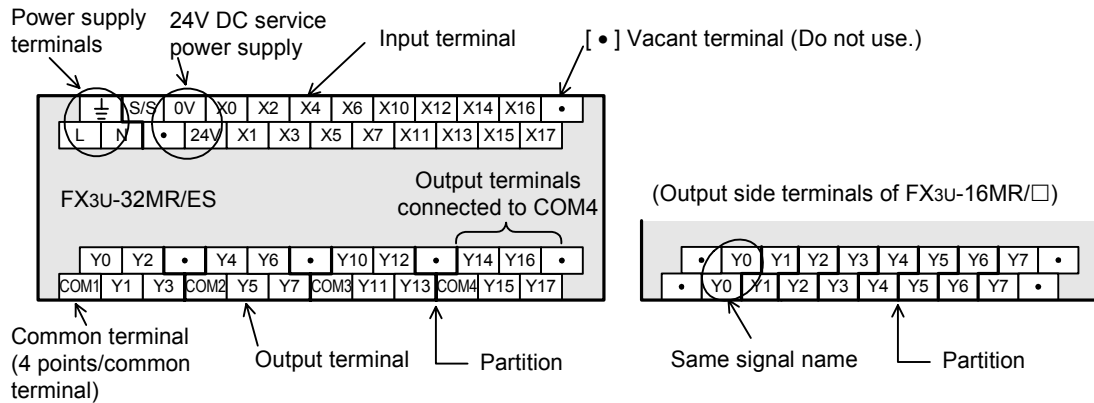 Power supply
terminals
24V DC service
power supply
Input terminal
[ • ] Vacant terminal (Do not use.)
⏚ S/S 0V X0 X2 X4 X6 X10 X12 X14 X16 •
L N • 24V X1 X3 X5 X7 X11 X13 X15 X17
FX3U-32MR/ES
Output terminals
connected to COM4
Y0 Y2 • Y4 Y6 • Y10 Y12 • Y14 Y16 •
COM1 Y1 Y3 COM2 Y5 Y7 COM3 Y11 Y13 COM4 Y15 Y17
Common terminal
(4 points/common
terminal)
Output terminal
Partition
(Output side terminals of FX3U-16MR/□)
• Y0 Y1 Y2 Y3 Y4 Y5 Y6 Y7 •
• Y0 Y1 Y2 Y3 Y4 Y5 Y6 Y7 •
Same signal name
Partition